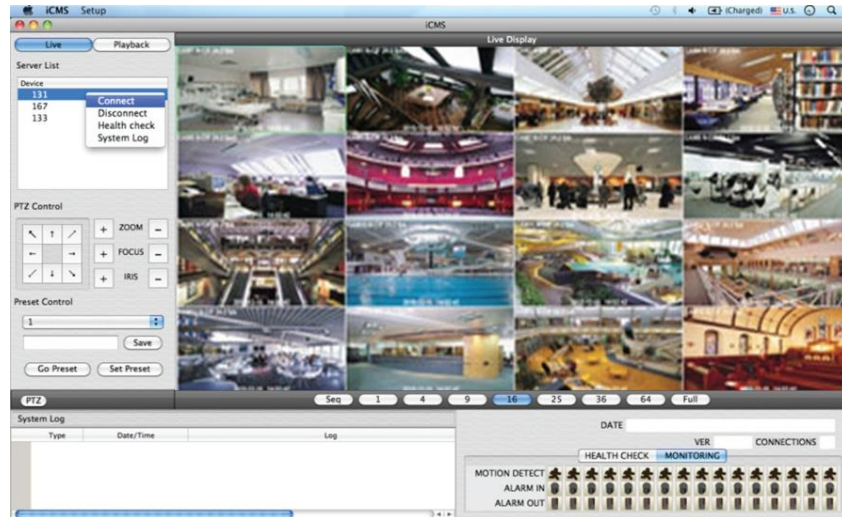 iCMS Setup (Charged) U.S.
iCMS
Live Playback
Live Display
Server List
Device
131
167
133
Connect
Disconnect
Health check
System Log
PTZ Control
+ ZOOM −
+ FOCUS −
+ IRIS −
Preset Control
1
Save
Go Preset Set Preset
PTZ
Seq 1 4 9 16 25 36 64 Full
System Log
Type Date/Time Log
DATE
VER CONNECTIONS
HEALTH CHECK MONITORING
MOTION DETECT
ALARM IN
ALARM OUT